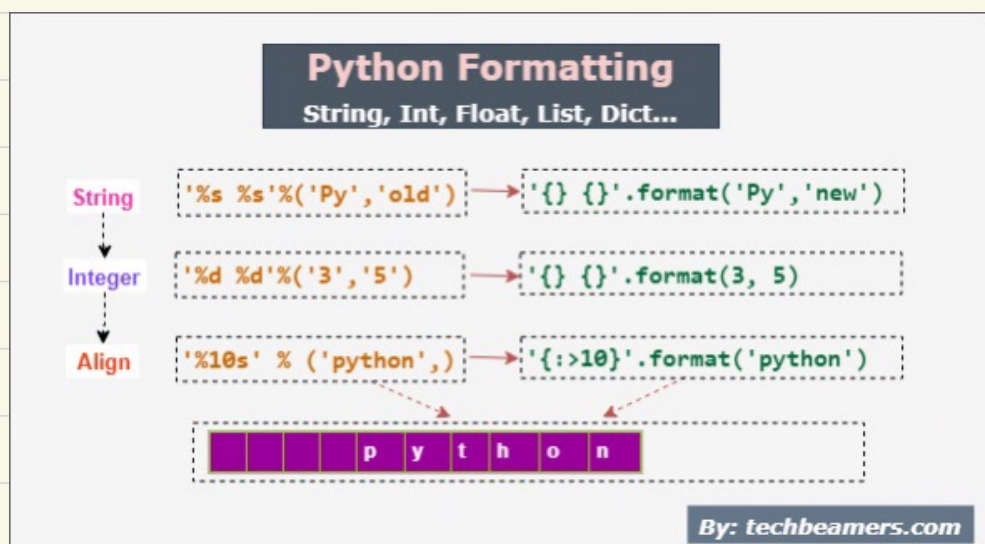 Python Formatting
String, Int, Float, List, Dict...
String
'%s %s'%('Py','old')
'{} {}'.format('Py','new')
Integer
'%d %d'%('3','5')
'{} {}'.format(3, 5)
Align
'%10s' % ('python',)
'{:>10}'.format('python')
p y t h o n
By: techbeamers.com